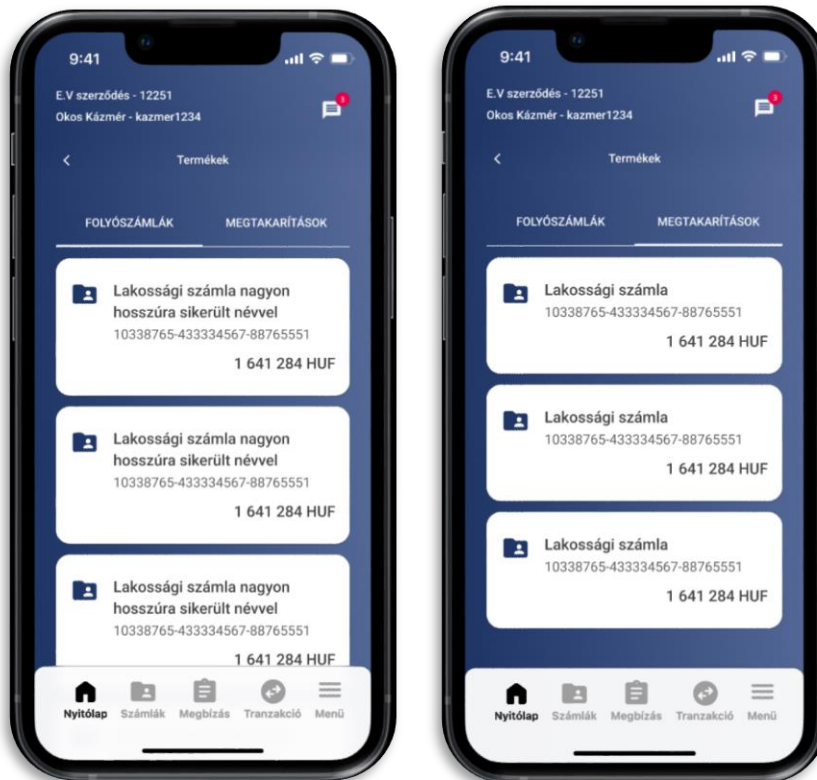 9:41
E.V szerződés - 12251
3
Okos Kázmér - kazmer1234
Termékek
FOLYÓSZÁMLÁK MEGTAKARÍTÁSOK
Lakossági számla nagyon
hosszúra sikerült névvel
10338765-433334567-88765551
1 641 284 HUF
Lakossági számla nagyon
hosszúra sikerült névvel
10338765-433334567-88765551
1 641 284 HUF
Lakossági számla nagyon
hosszúra sikerült névvel
10338765-433334567-88765551
1 641 284 HUF
Nyitólap Számlák Megbízás Tranzakció Menü
9:41
E.V szerződés - 12251
3
Okos Kázmér - kazmer1234
Termékek
FOLYÓSZÁMLÁK MEGTAKARÍTÁSOK
Lakossági számla
10338765-433334567-88765551
1 641 284 HUF
Lakossági számla
10338765-433334567-88765551
1 641 284 HUF
Lakossági számla
10338765-433334567-88765551
1 641 284 HUF
Nyitólap Számlák Megbízás Tranzakció Menü